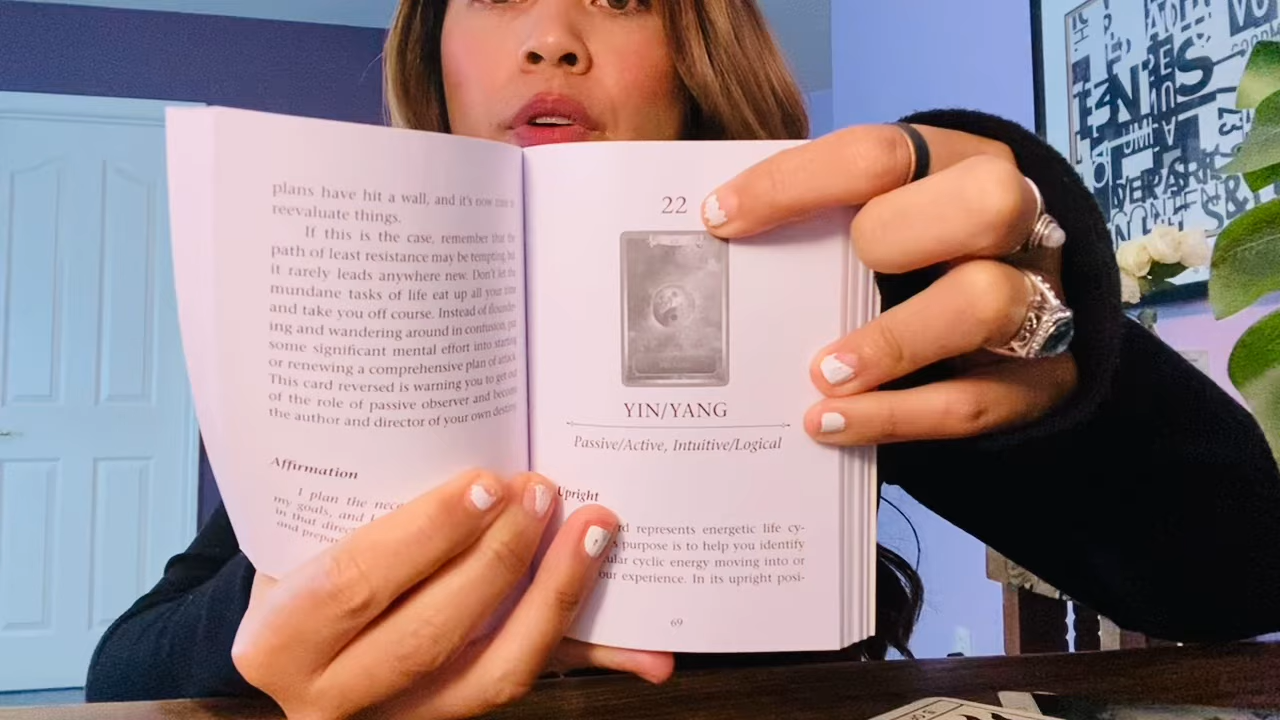 plans have hit a wall, and it's now time to
reevaluate things.
If this is the case, remember that the
path of least resistance may be tempting, but
it rarely leads anywhere new. Don't let the
mundane tasks of life eat up all your time
and take you off course. Instead of flounder-
ing and wandering around in confusion, put
some significant mental effort into starting
or renewing a comprehensive plan of attack.
This card reversed is warning you to get out
of the role of passive observer and become
the author and director of your own destiny.
Affirmation
I plan the
my goals, and
in that
and
22
YIN/YANG
Passive/Active, Intuitive/Logical
Upright
represents energetic life cy-
purpose is to help you identify
cyclic energy moving into or
experience. In its upright posi-
69